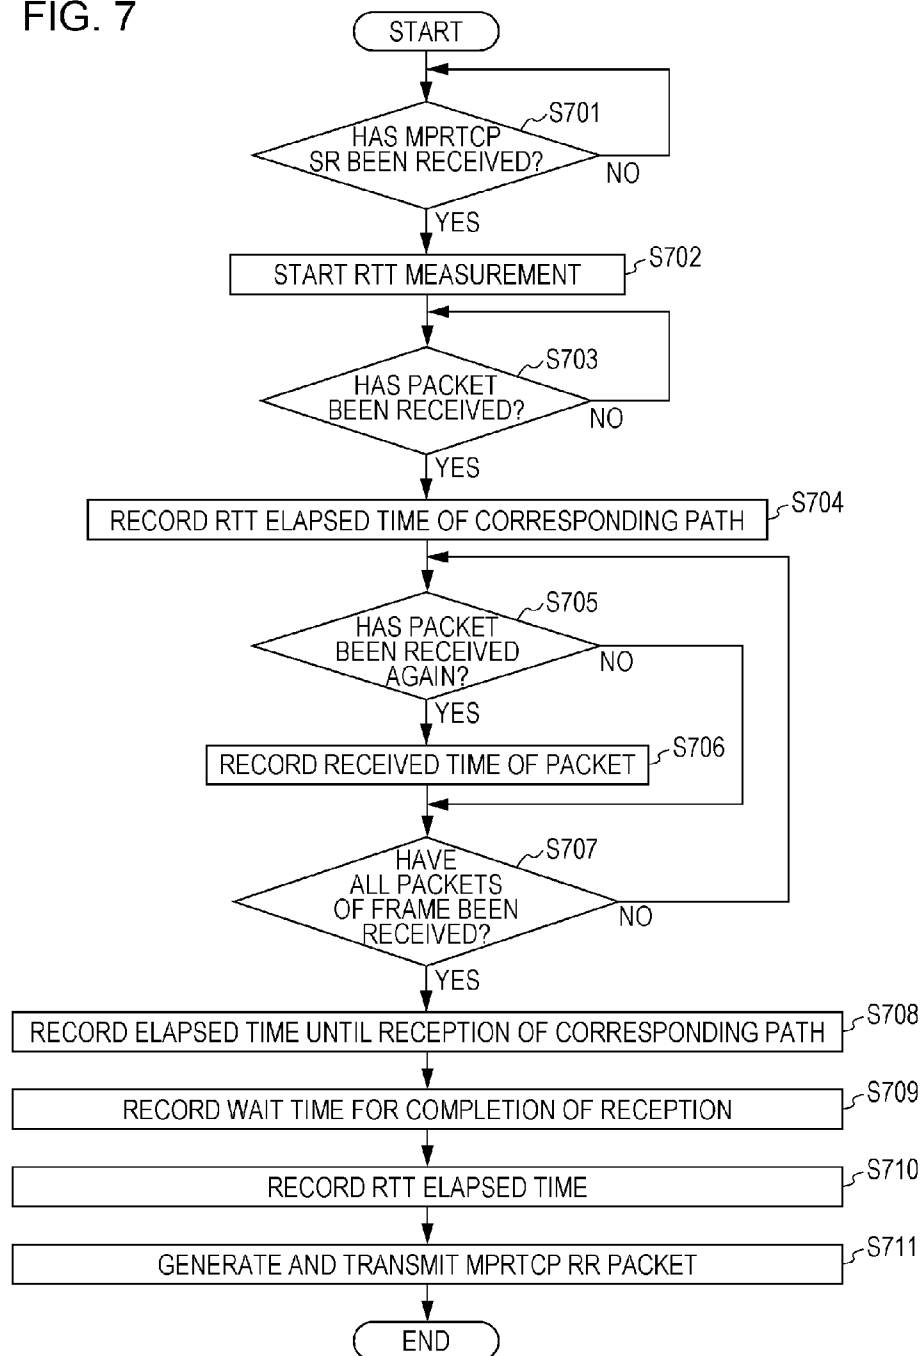 FIG. 7
START
S701
HAS MPRTCP
SR BEEN RECEIVED?
NO
YES
S702
START RTT MEASUREMENT
S703
HAS PACKET
BEEN RECEIVED?
NO
YES
S704
RECORD RTT ELAPSED TIME OF CORRESPONDING PATH
S705
HAS PACKET
BEEN RECEIVED
AGAIN?
NO
YES
S706
RECORD RECEIVED TIME OF PACKET
S707
HAVE
ALL PACKETS
OF FRAME BEEN
RECEIVED?
NO
YES
S708
RECORD ELAPSED TIME UNTIL RECEPTION OF CORRESPONDING PATH
S709
RECORD WAIT TIME FOR COMPLETION OF RECEPTION
S710
RECORD RTT ELAPSED TIME
S711
GENERATE AND TRANSMIT MPRTCP RR PACKET
END